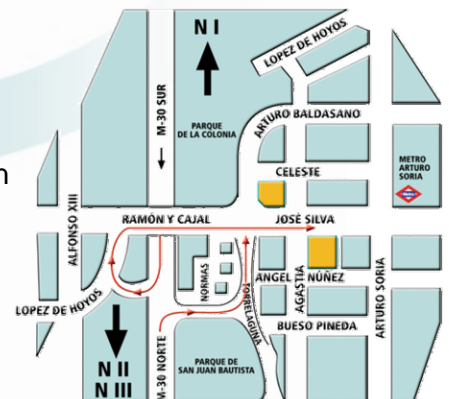 N I
LOPEZ DE HOYOS
M-30 SUR
ARTURO BALDASANO
PARQUE
DE LA COLONIA
METRO
ARTURO
SORIA
CELESTE
n
ALFONSO XIII
RAMÓN Y CAJAL
JOSÉ SILVA
NORMAS
TORRELAGUNA
ANGEL NÚÑEZ
AGASTIA
ARTURO SORIA
LOPEZ DE HOYOS
BUESO PINEDA
N II
N III
M-30 NORTE
PARQUE DE
SAN JUAN BAUTISTA